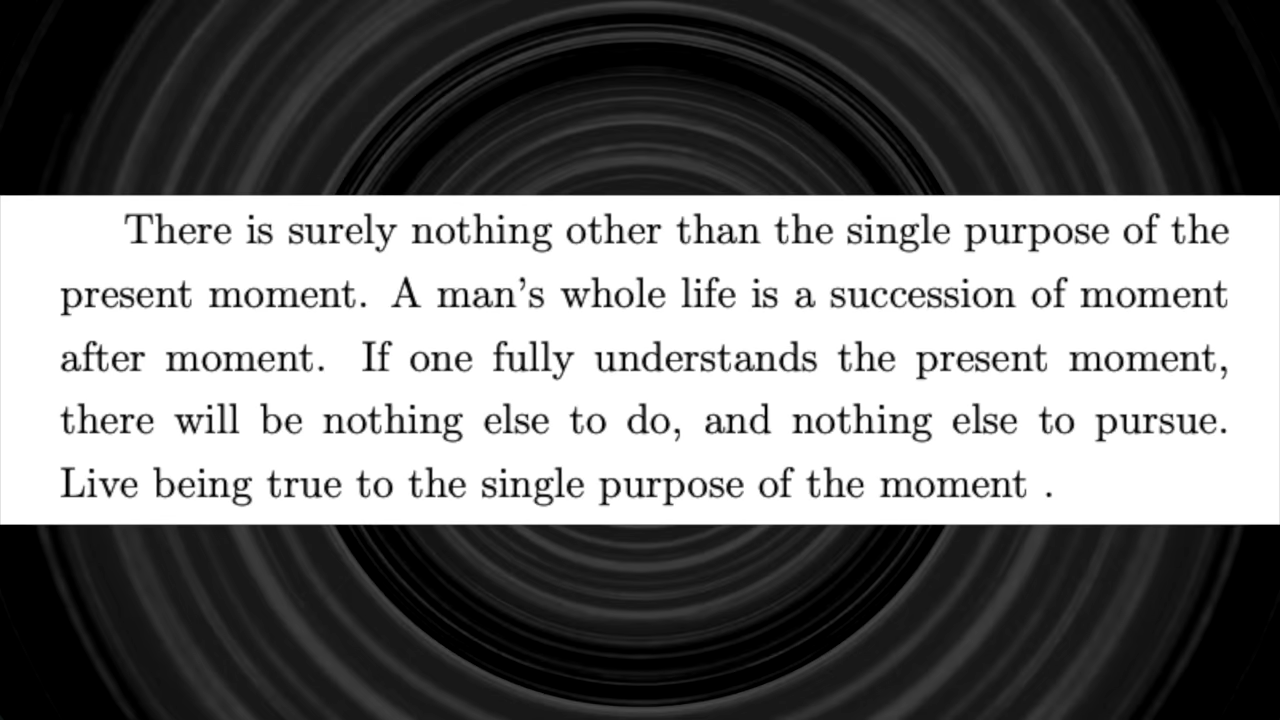 There is surely nothing other than the single purpose of the
present moment. A man’s whole life is a succession of moment
after moment. If one fully understands the present moment,
there will be nothing else to do, and nothing else to pursue.
Live being true to the single purpose of the moment .